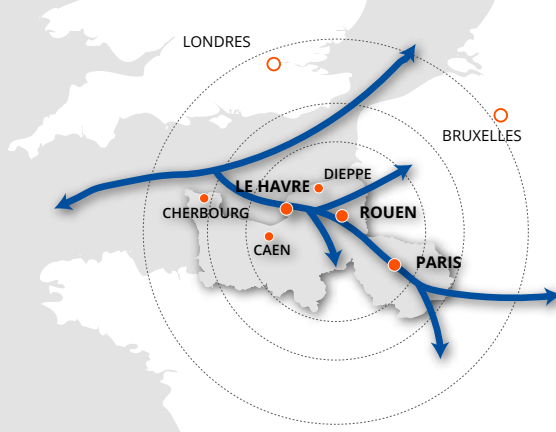 LONDRES
BRUXELLES
DIEPPE
LE HAVRE
CHERBOURG
ROUEN
CAEN
PARIS